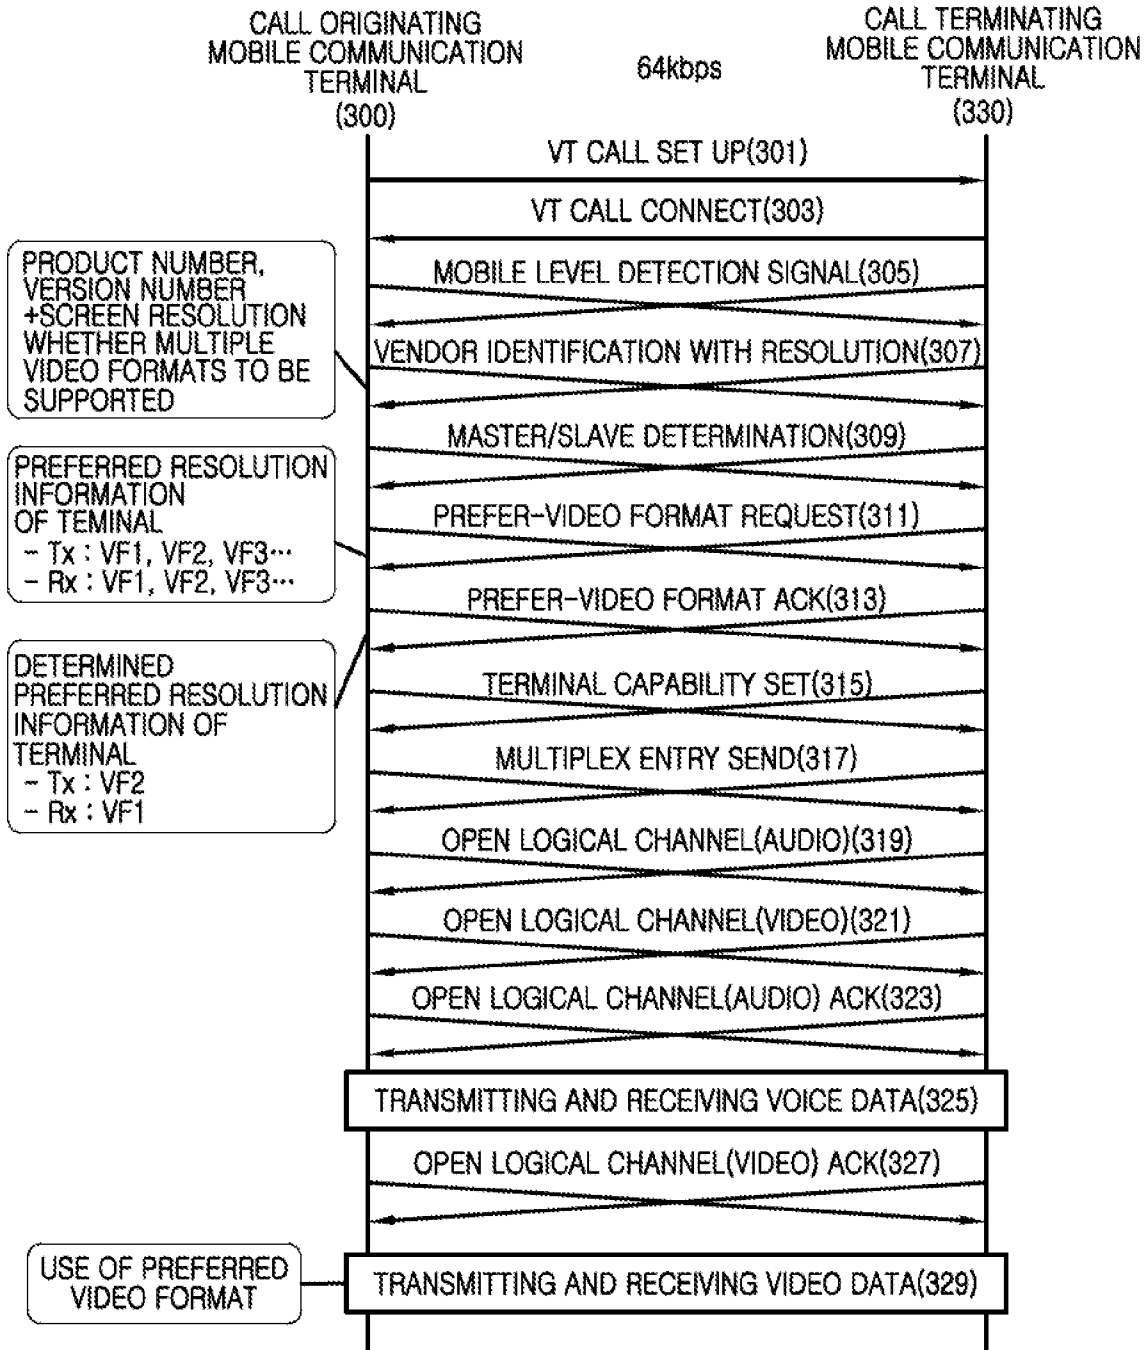 CALL ORIGINATING
MOBILE COMMUNICATION
TERMINAL
(300)
64kbps
CALL TERMINATING
MOBILE COMMUNICATION
TERMINAL
(330)
VT CALL SET UP(301)
VT CALL CONNECT(303)
PRODUCT NUMBER,
VERSION NUMBER
+SCREEN RESOLUTION
WHETHER MULTIPLE
VIDEO FORMATS TO BE
SUPPORTED
MOBILE LEVEL DETECTION SIGNAL(305)
VENDOR IDENTIFICATION WITH RESOLUTION(307)
MASTER/SLAVE DETERMINATION(309)
PREFERRED RESOLUTION
INFORMATION
OF TEMINAL
- Tx : VF1, VF2, VF3…
- Rx : VF1, VF2, VF3…
PREFER-VIDEO FORMAT REQUEST(311)
PREFER-VIDEO FORMAT ACK(313)
DETERMINED
PREFERRED RESOLUTION
INFORMATION OF
TERMINAL
- Tx : VF2
- Rx : VF1
TERMINAL CAPABILITY SET(315)
MULTIPLEX ENTRY SEND(317)
OPEN LOGICAL CHANNEL(AUDIO)(319)
OPEN LOGICAL CHANNEL(VIDEO)(321)
OPEN LOGICAL CHANNEL(AUDIO) ACK(323)
TRANSMITTING AND RECEIVING VOICE DATA(325)
OPEN LOGICAL CHANNEL(VIDEO) ACK(327)
USE OF PREFERRED
VIDEO FORMAT
TRANSMITTING AND RECEIVING VIDEO DATA(329)